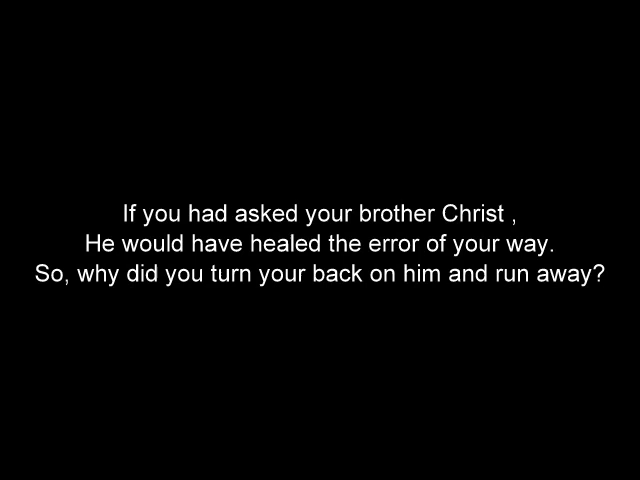 If you had asked your brother Christ ,
He would have healed the error of your way.
So, why did you turn your back on him and run away?